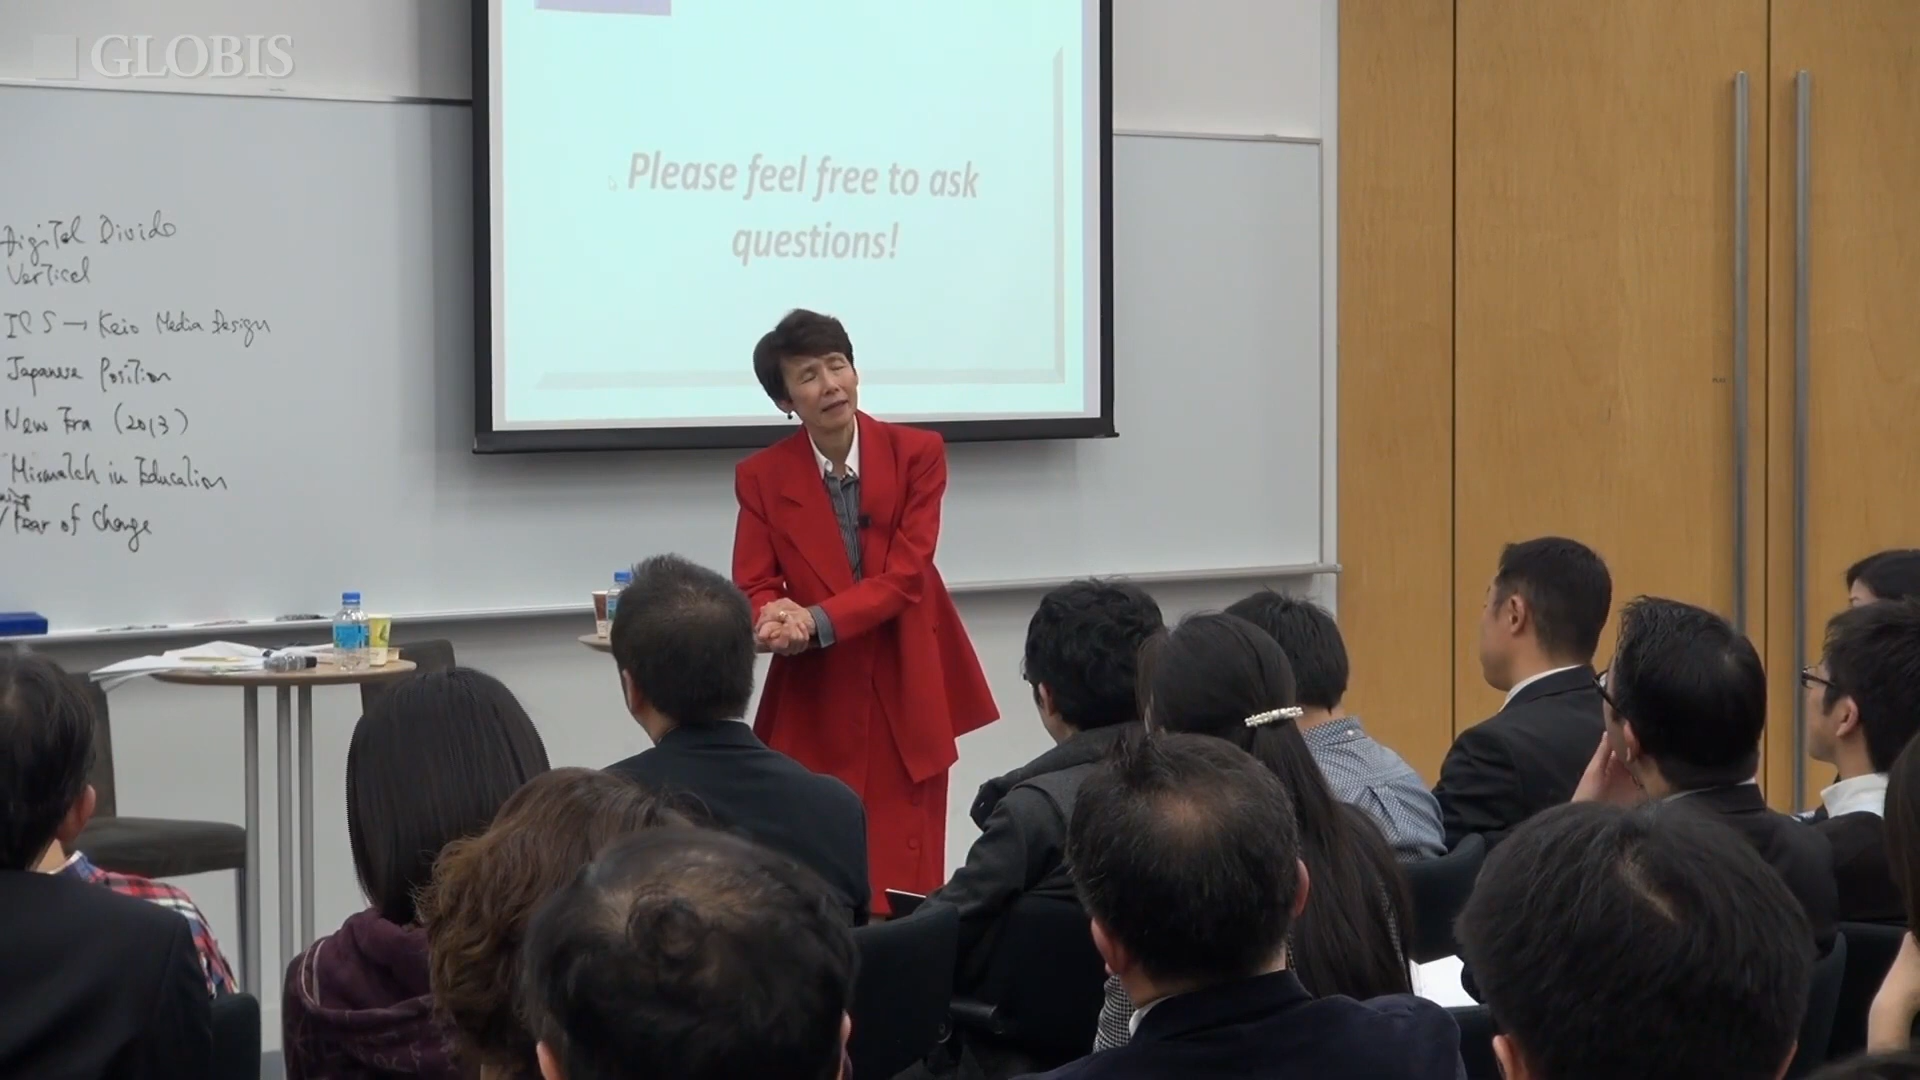 GLOBIS
Please feel free to ask
questions!
Digital Divide
Vertical
ICS → Keio Media Design
Japanese Position
New Era (2013)
Mismatch in Education
/Fear of Change